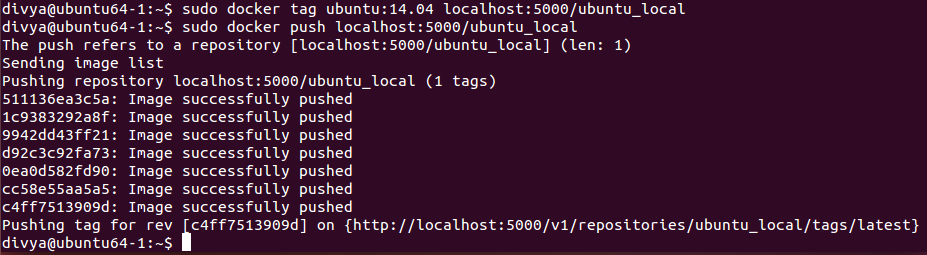 divya@ubuntu64-1:~$ sudo docker tag ubuntu:14.04 localhost:5000/ubuntu_local
divya@ubuntu64-1:~$ sudo docker push localhost:5000/ubuntu_local
The push refers to a repository [localhost:5000/ubuntu_local] (len: 1)
Sending image list
Pushing repository localhost:5000/ubuntu_local (1 tags)
511136ea3c5a: Image successfully pushed
1c9383292a8f: Image successfully pushed
9942dd43ff21: Image successfully pushed
d92c3c92fa73: Image successfully pushed
0ea0d582fd90: Image successfully pushed
cc58e55aa5a5: Image successfully pushed
c4ff7513909d: Image successfully pushed
Pushing tag for rev [c4ff7513909d] on {http://localhost:5000/v1/repositories/ubuntu_local/tags/latest}
divya@ubuntu64-1:~$